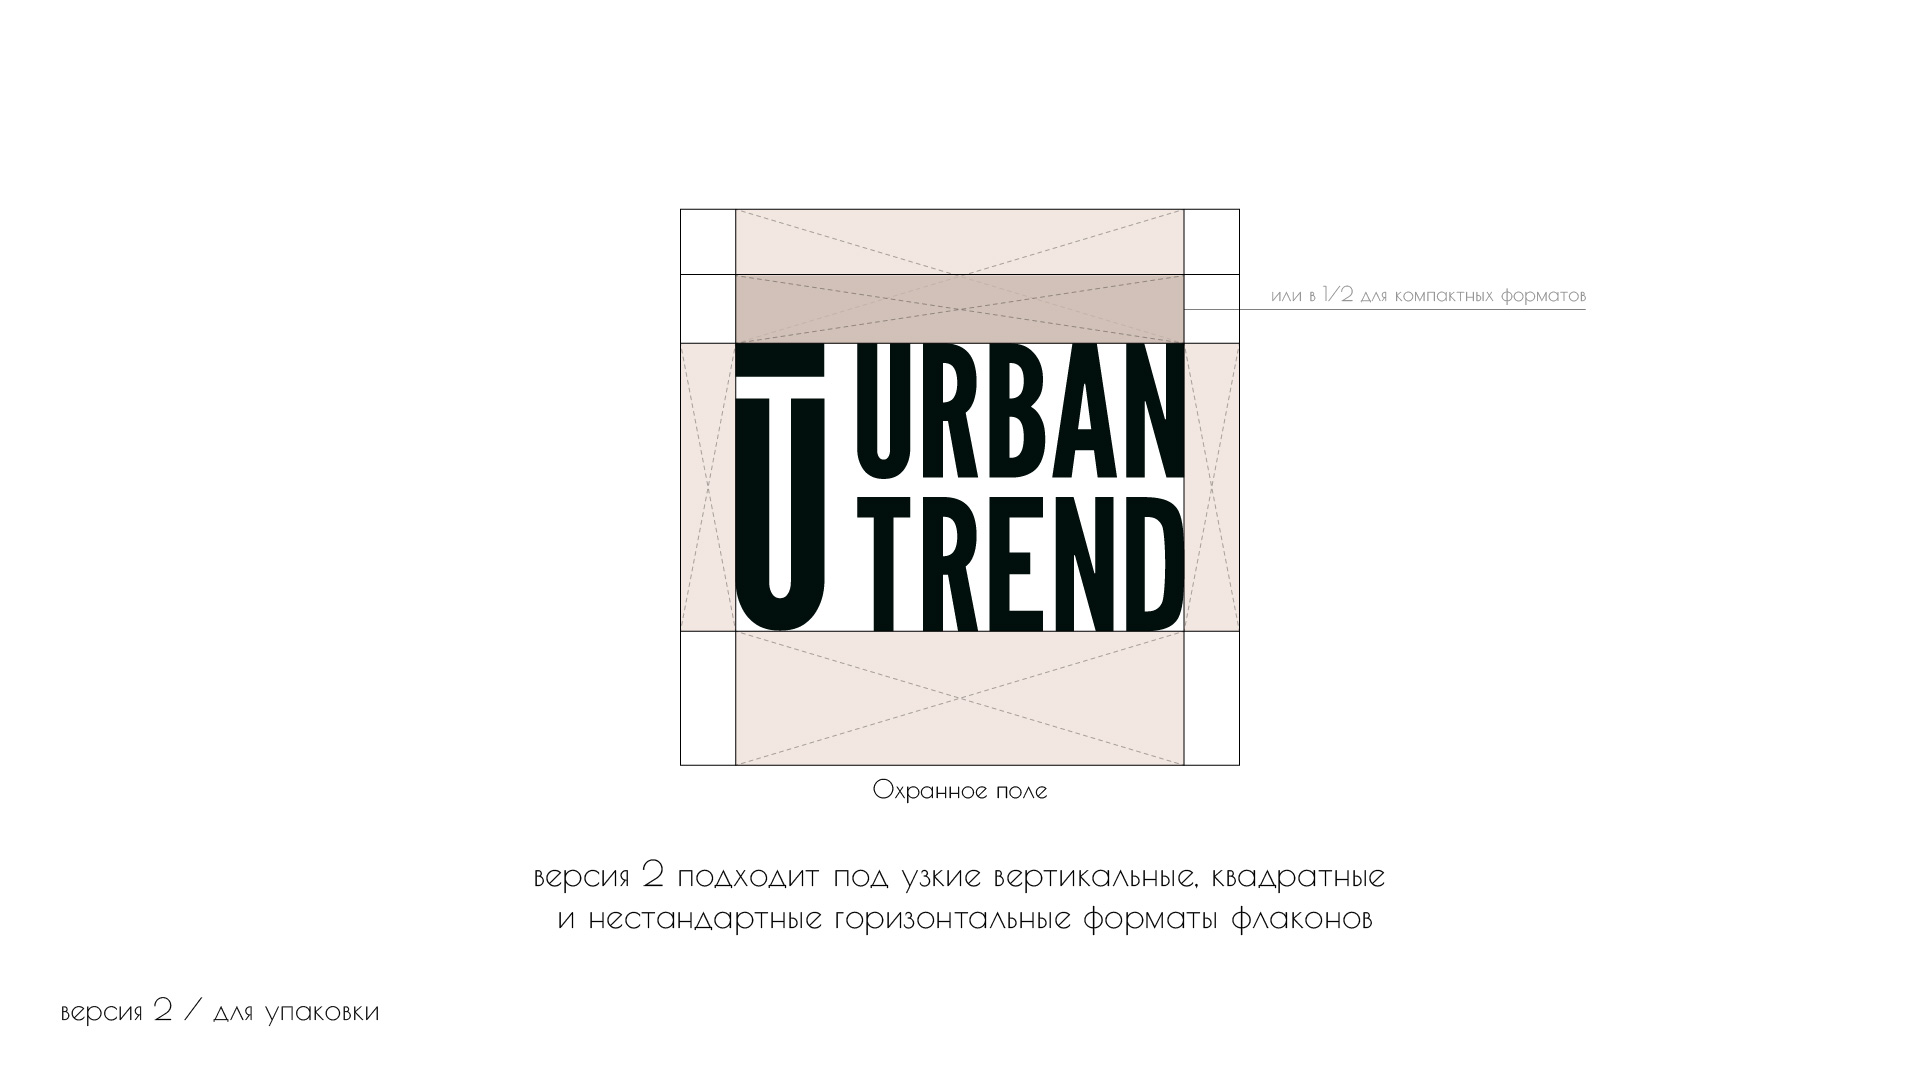 или в 1/2 для компактных форматов
URBAN
TREND
Охранное поле
версия 2 подходит под узкие вертикальные, квадратные
и нестандартные горизонтальные форматы флаконов
версия 2 / для упаковки